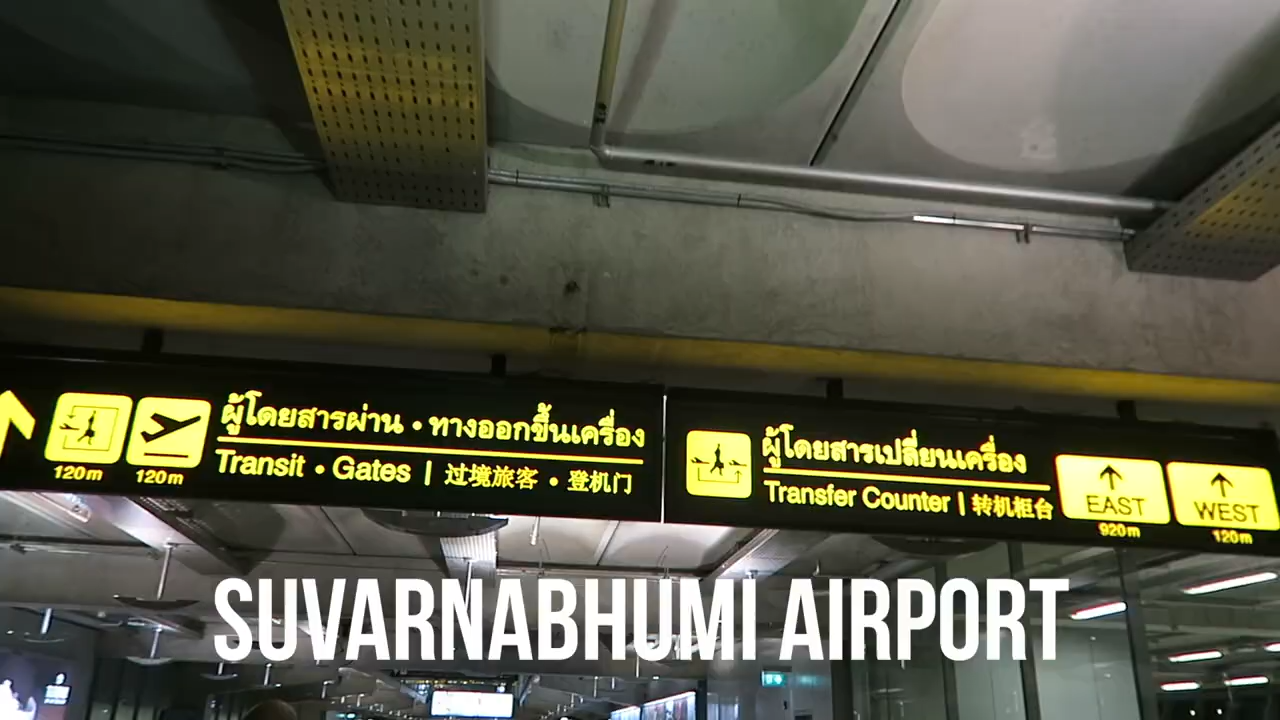 ผู้โดยสารผ่าน • ทางออกขึ้นเครื่อง
Transit • Gates | 过境旅客 • 登机门
120m
120m
ผู้โดยสารเปลี่ยนเครื่อง
Transfer Counter | 转机柜台
EAST
920m
WEST
120m
SUVARNABHUMI AIRPORT